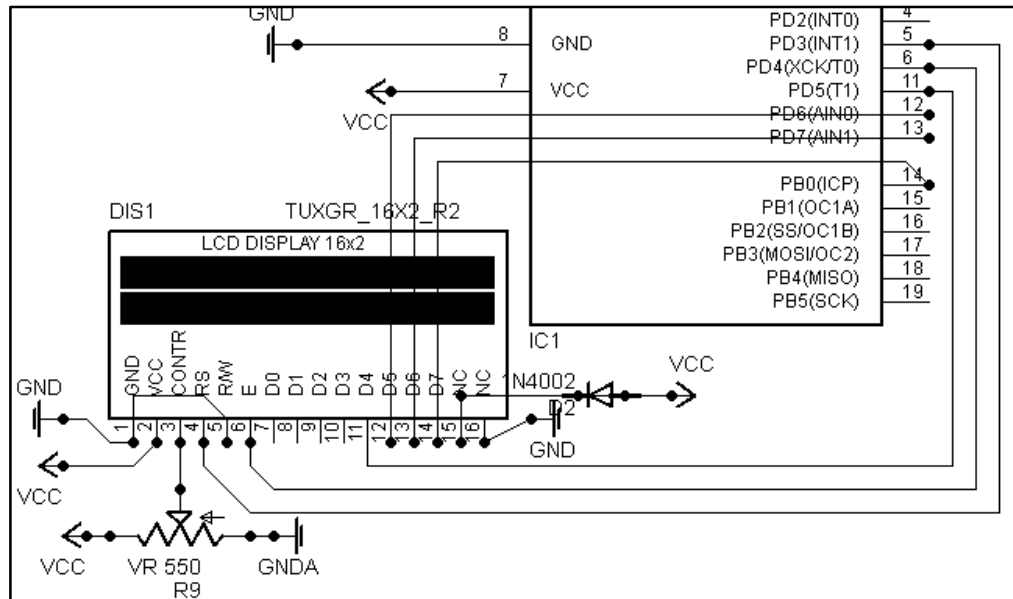 GND
8
GND
7
VCC
VCC
PD2(INT0)
4
PD3(INT1)
5
PD4(XCK/T0)
6
PD5(T1)
11
PD6(AIN0)
12
PD7(AIN1)
13
PB0(ICP)
14
PB1(OC1A)
15
PB2(SS/OC1B)
16
PB3(MOSI/OC2)
17
PB4(MISO)
18
PB5(SCK)
19
IC1
DIS1
TUXGR_16X2_R2
LCD DISPLAY 16x2
GND
VCC
CONTR
RS
R/W
E
D0
D1
D2
D3
D4
D5
D6
D7
NC
NC
1
2
3
4
5
6
7
8
9
10
11
12
13
14
15
16
GND
VCC
1N4002
D2
VCC
GND
VCC
VR 550
R9
GNDA